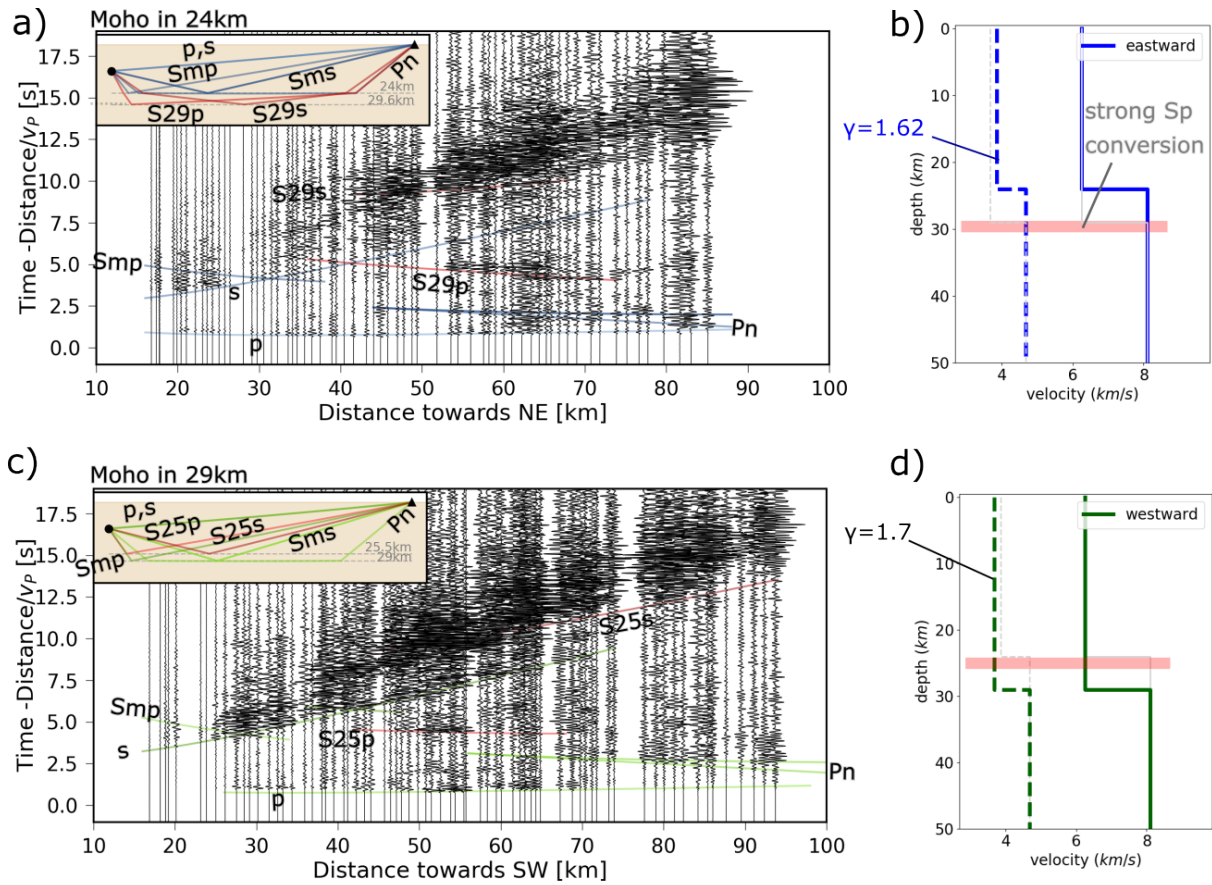 a)
Moho in 24km
Time -Distance/vₚ [s]
17.5
15.0
12.5
10.0
7.5
5.0
2.5
0.0
p,s
Smp
Sms
Pn
24km
29.6km
S29p
S29s
S29s
Smp
s
S29p
p
Pn
10 20 30 40 50 60 70 80 90 100
Distance towards NE [km]
b)
eastward
γ=1.62
strong Sp
conversion
depth (km)
0
10
20
30
40
50
4 6 8
velocity (km/s)
c)
Moho in 29km
Time -Distance/vₚ [s]
17.5
15.0
12.5
10.0
7.5
5.0
2.5
0.0
p,s
S25p
S25s
Sms
Pn
Smp
25.5km
29km
S25s
Smp
s
S25p
p
Pn
10 20 30 40 50 60 70 80 90 100
Distance towards SW [km]
d)
westward
γ=1.7
depth (km)
0
10
20
30
40
50
4 6 8
velocity (km/s)